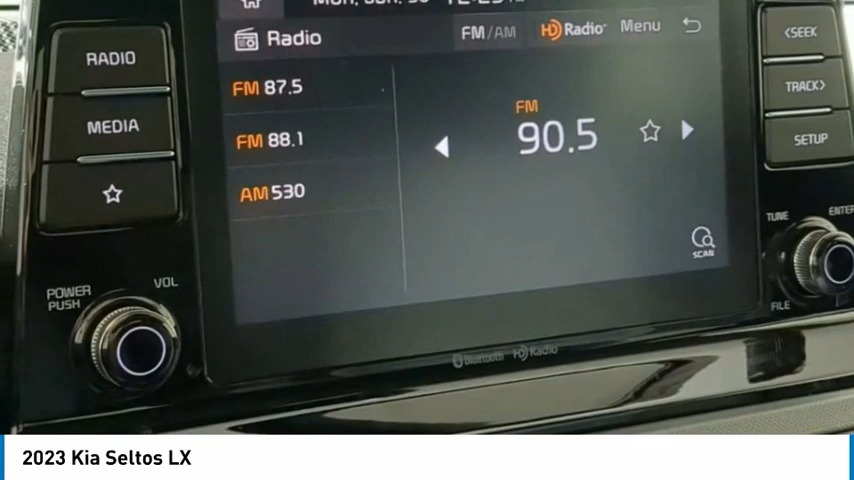 Radio
FM/AM
HD Radio
Menu
<SEEK
TRACK>
SETUP
RADIO
MEDIA
FM 87.5
FM 88.1
AM 530
FM
90.5
SCAN
POWER
PUSH
VOL
TUNE
ENTER
FILE
Bluetooth HD Radio
2023 Kia Seltos LX